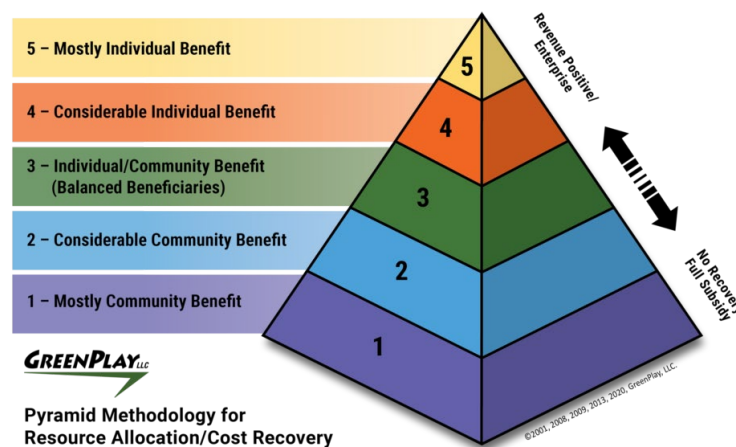 5 – Mostly Individual Benefit
4 – Considerable Individual Benefit
3 – Individual/Community Benefit
(Balanced Beneficiaries)
2 – Considerable Community Benefit
1 – Mostly Community Benefit
5
4
3
2
1
Revenue Positive/
Enterprise
No Recovery
Full Subsidy
GREENPLAY LLC
Pyramid Methodology for
Resource Allocation/Cost Recovery
©2001, 2008, 2009, 2013, 2020, GreenPlay, LLC.